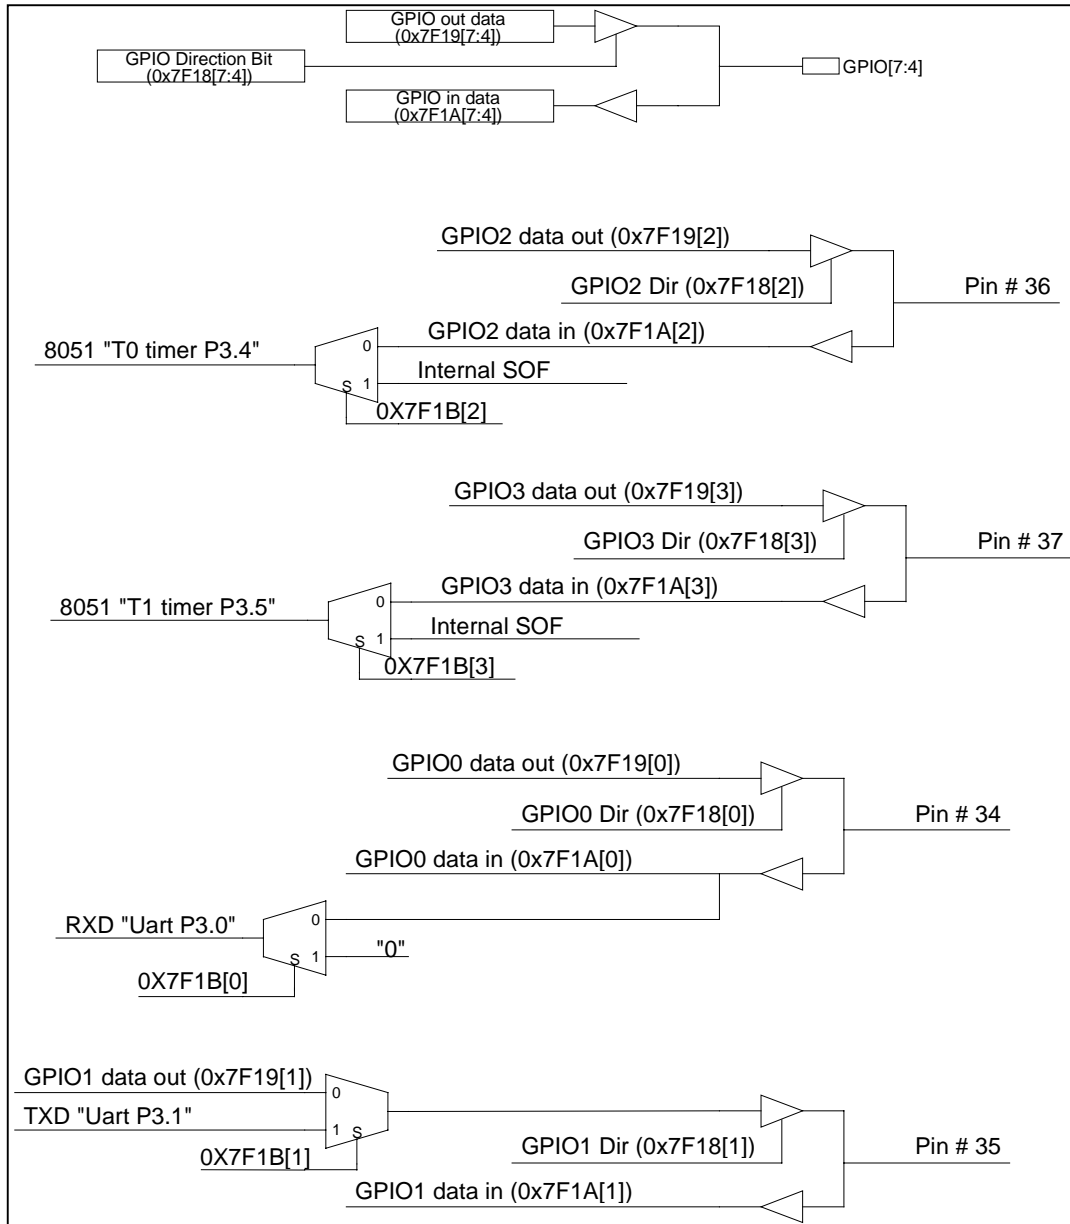 GPIO out data
(0x7F19[7:4])
GPIO Direction Bit
(0x7F18[7:4])
GPIO[7:4]
GPIO in data
(0x7F1A[7:4])
GPIO2 data out (0x7F19[2])
GPIO2 Dir (0x7F18[2])
Pin # 36
GPIO2 data in (0x7F1A[2])
8051 "T0 timer P3.4"
0
Internal SOF
S 1
0X7F1B[2]
GPIO3 data out (0x7F19[3])
GPIO3 Dir (0x7F18[3])
Pin # 37
GPIO3 data in (0x7F1A[3])
8051 "T1 timer P3.5"
0
Internal SOF
S 1
0X7F1B[3]
GPIO0 data out (0x7F19[0])
GPIO0 Dir (0x7F18[0])
Pin # 34
GPIO0 data in (0x7F1A[0])
RXD "Uart P3.0"
0
S 1
"0"
0X7F1B[0]
GPIO1 data out (0x7F19[1])
0
TXD "Uart P3.1"
1 S
0X7F1B[1]
GPIO1 Dir (0x7F18[1])
Pin # 35
GPIO1 data in (0x7F1A[1])